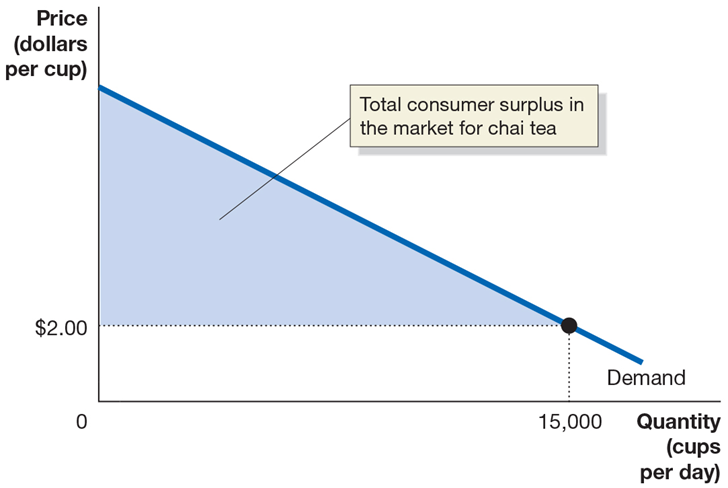 Price
(dollars
per cup)
Total consumer surplus in
the market for chai tea
$2.00
Demand
0
15,000
Quantity
(cups
per day)